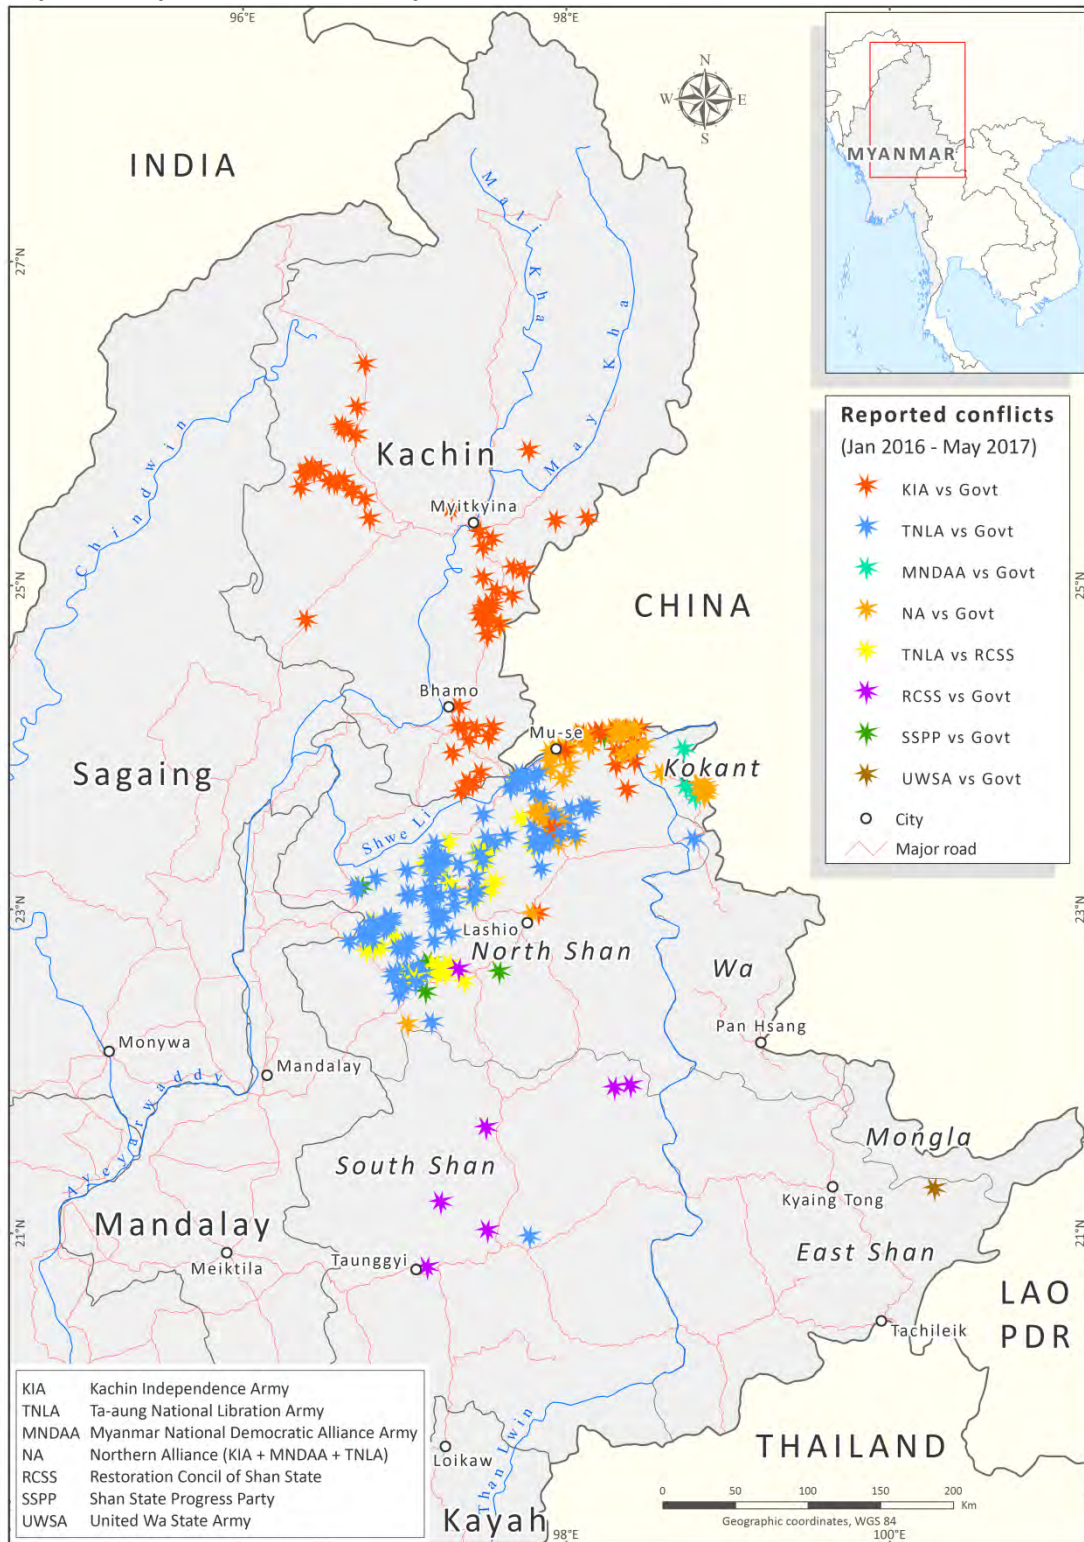 96°E
98°E
INDIA
N
W E
S
MYANMAR
27°N
Mali Kha
May Kha
Chindwin
Kachin
Myitkyina
25°N
25°N
CHINA
Reported conflicts
(Jan 2016 - May 2017)
KIA vs Govt
TNLA vs Govt
MNDAA vs Govt
NA vs Govt
TNLA vs RCSS
RCSS vs Govt
SSPP vs Govt
UWSA vs Govt
City
Major road
Bhamo
Mu-se
Kokant
Sagaing
Shwe Li
23°N
23°N
Lashio
North Shan
Wa
Pan Hsang
Monywa
Mandalay
Ayeyarwaddy
Mongla
South Shan
Kyaing Tong
Mandalay
21°N
21°N
Meiktila
Taunggyi
East Shan
LAO
PDR
Tachileik
KIA Kachin Independence Army
TNLA Ta-aung National Libration Army
MNDAA Myanmar National Democratic Alliance Army
NA Northern Alliance (KIA + MNDAA + TNLA)
RCSS Restoration Concil of Shan State
SSPP Shan State Progress Party
UWSA United Wa State Army
Loikaw
Than Lwin
THAILAND
Kayah
0 50 100 150 200
Km
Geographic coordinates, WGS 84
98°E
100°E